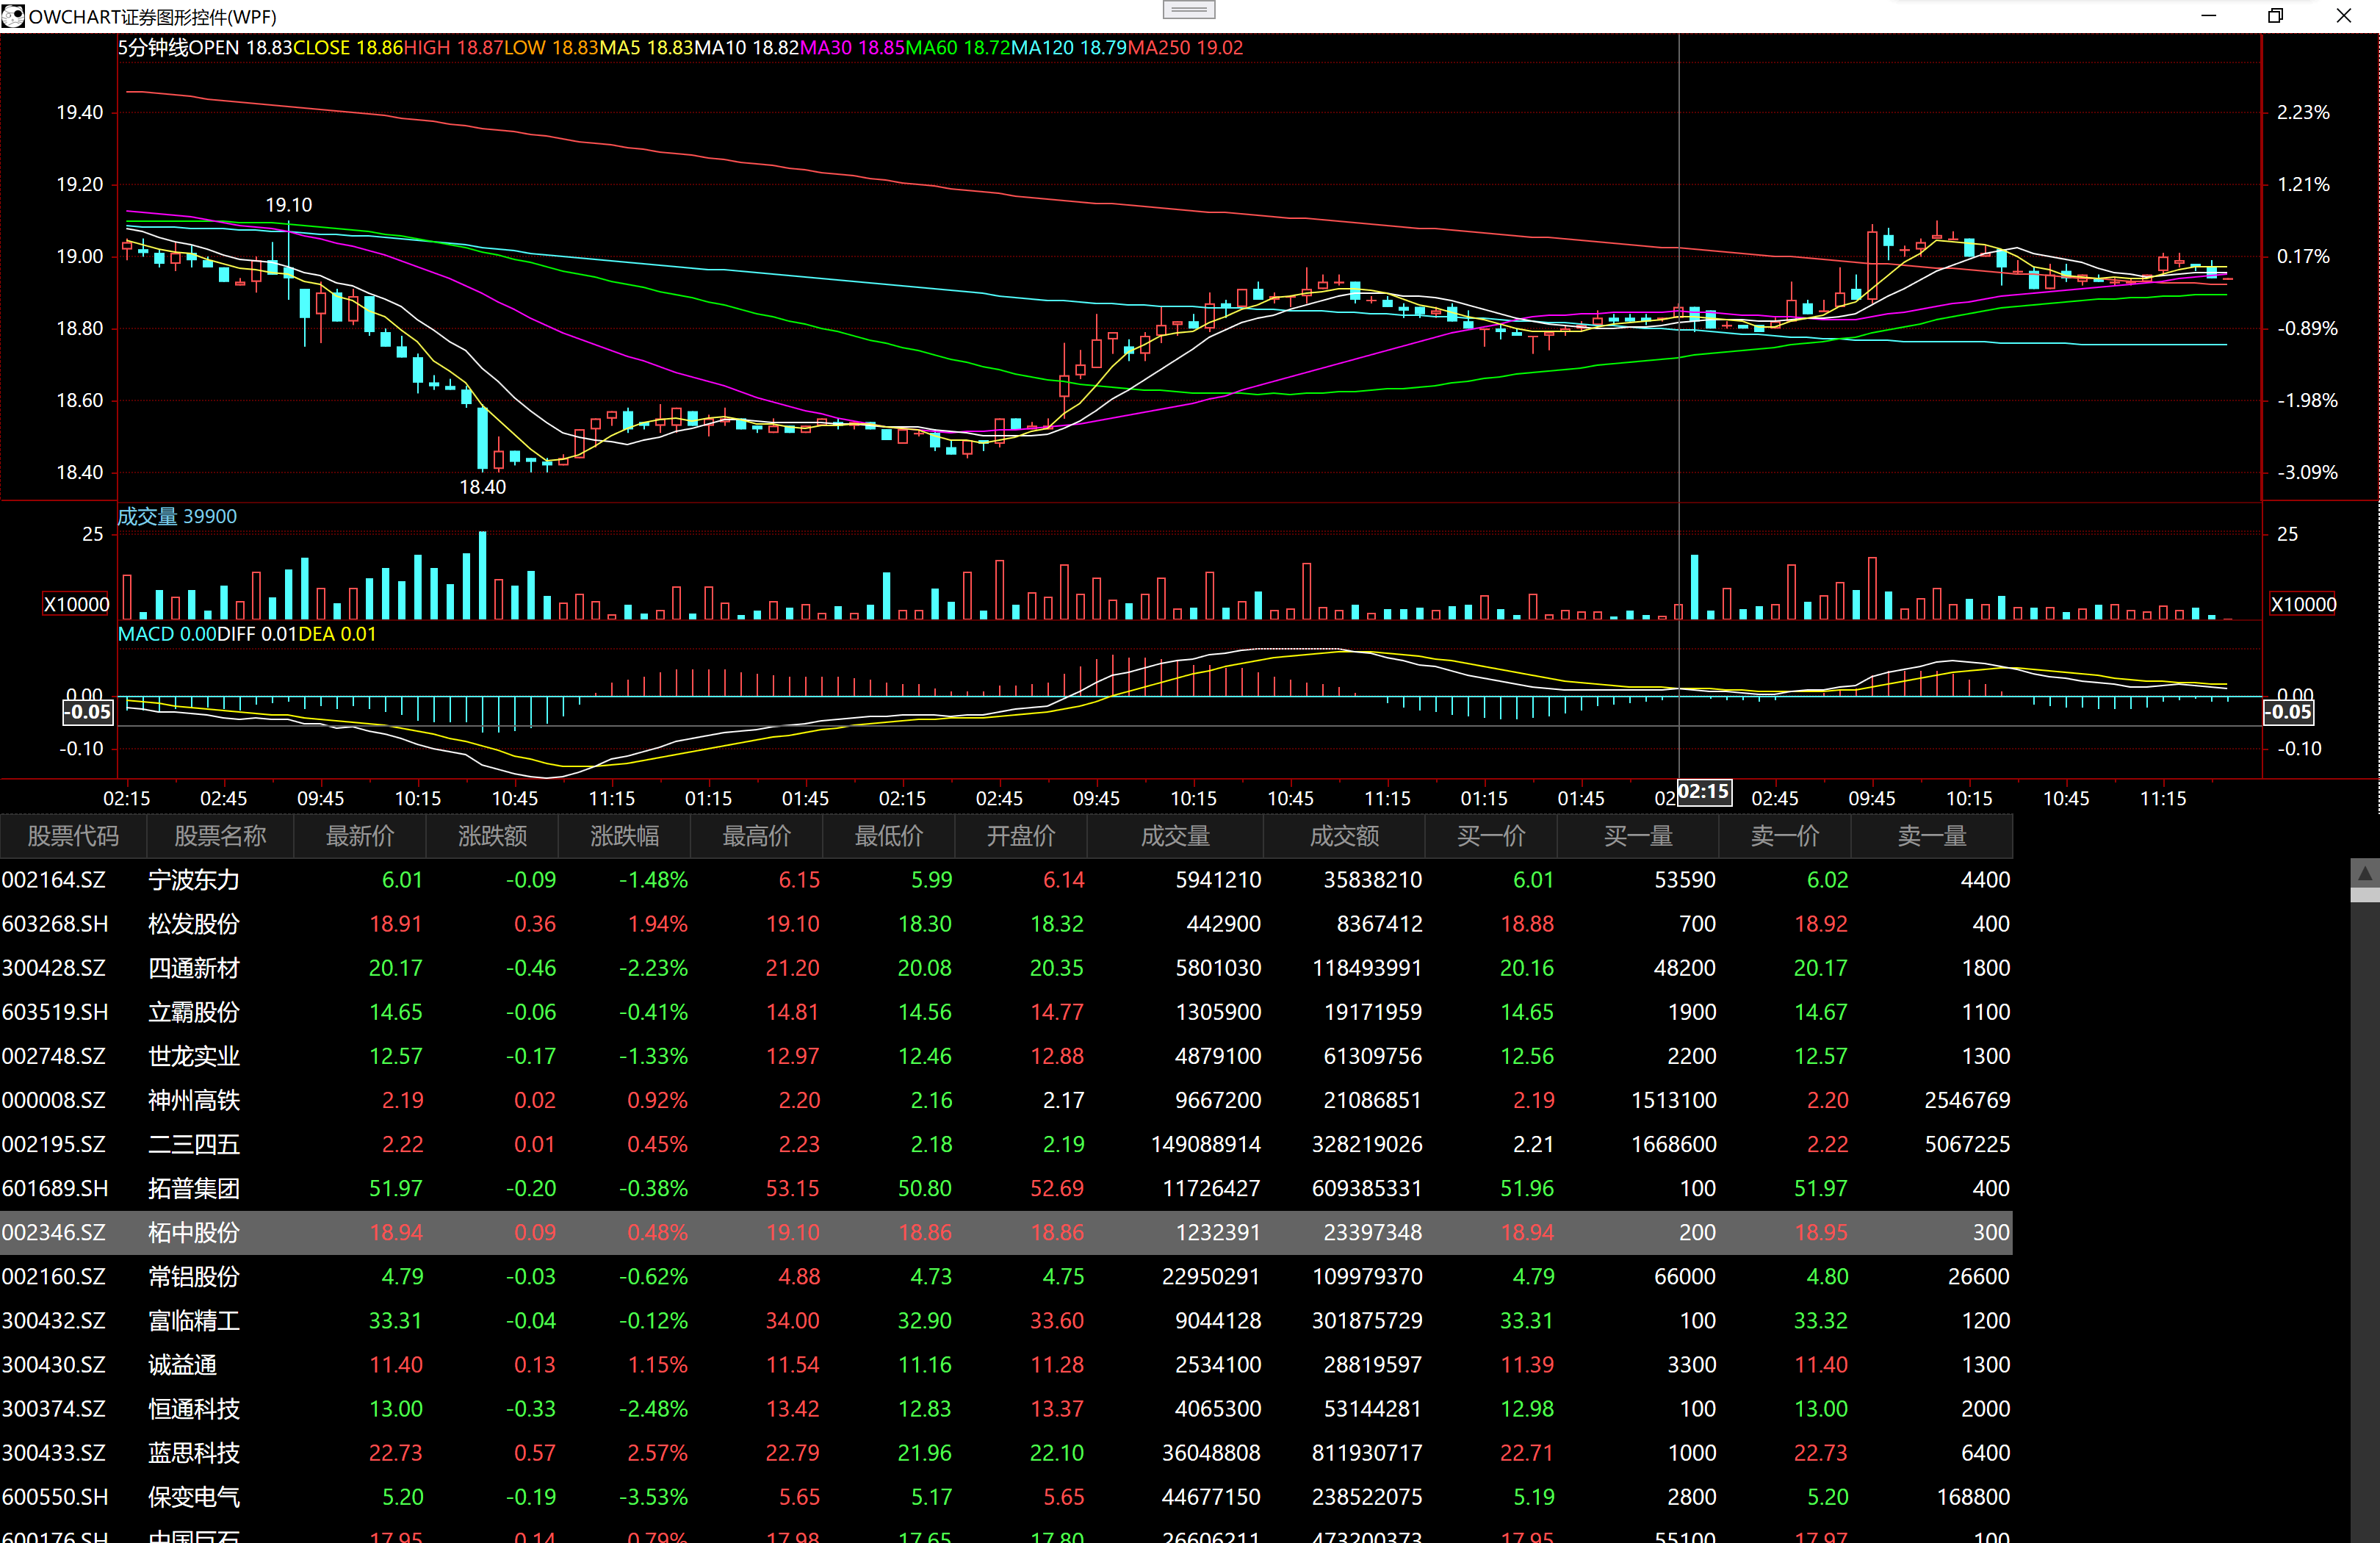 OWCHART证券图形控件(WPF)
5分钟线OPEN 18.83CLOSE 18.86HIGH 18.87LOW 18.83MA5 18.83MA10 18.82MA30 18.85MA60 18.72MA120 18.79MA250 19.02
19.40 2.23%
19.20 1.21%
19.10
19.00 0.17%
18.80 -0.89%
18.60 -1.98%
18.40 -3.09%
18.40
成交量 39900
25 25
X10000 X10000
MACD 0.00DIFF 0.01DEA 0.01
0.00 0.00
-0.05 -0.05
-0.10 -0.10
02:15 02:45 09:45 10:15 10:45 11:15 01:15 01:45 02:15 02:45 09:45 10:15 10:45 11:15 01:15 01:45 02 02:15 02:45 09:45 10:15 10:45 11:15
股票代码 股票名称 最新价 涨跌额 涨跌幅 最高价 最低价 开盘价 成交量 成交额 买一价 买一量 卖一价 卖一量
002164.SZ 宁波东力 6.01 -0.09 -1.48% 6.15 5.99 6.14 5941210 35838210 6.01 53590 6.02 4400
603268.SH 松发股份 18.91 0.36 1.94% 19.10 18.30 18.32 442900 8367412 18.88 700 18.92 400
300428.SZ 四通新材 20.17 -0.46 -2.23% 21.20 20.08 20.35 5801030 118493991 20.16 48200 20.17 1800
603519.SH 立霸股份 14.65 -0.06 -0.41% 14.81 14.56 14.77 1305900 19171959 14.65 1900 14.67 1100
002748.SZ 世龙实业 12.57 -0.17 -1.33% 12.97 12.46 12.88 4879100 61309756 12.56 2200 12.57 1300
000008.SZ 神州高铁 2.19 0.02 0.92% 2.20 2.16 2.17 9667200 21086851 2.19 1513100 2.20 2546769
002195.SZ 二三四五 2.22 0.01 0.45% 2.23 2.18 2.19 149088914 328219026 2.21 1668600 2.22 5067225
601689.SH 拓普集团 51.97 -0.20 -0.38% 53.15 50.80 52.69 11726427 609385331 51.96 100 51.97 400
002346.SZ 柘中股份 18.94 0.09 0.48% 19.10 18.86 18.86 1232391 23397348 18.94 200 18.95 300
002160.SZ 常铝股份 4.79 -0.03 -0.62% 4.88 4.73 4.75 22950291 109979370 4.79 66000 4.80 26600
300432.SZ 富临精工 33.31 -0.04 -0.12% 34.00 32.90 33.60 9044128 301875729 33.31 100 33.32 1200
300430.SZ 诚益通 11.40 0.13 1.15% 11.54 11.16 11.28 2534100 28819597 11.39 3300 11.40 1300
300374.SZ 恒通科技 13.00 -0.33 -2.48% 13.42 12.83 13.37 4065300 53144281 12.98 100 13.00 2000
300433.SZ 蓝思科技 22.73 0.57 2.57% 22.79 21.96 22.10 36048808 811930717 22.71 1000 22.73 6400
600550.SH 保变电气 5.20 -0.19 -3.53% 5.65 5.17 5.65 44677150 238522075 5.19 2800 5.20 168800
600176.SH 中国巨石 17.95 0.14 0.79% 17.98 17.65 17.80 26606211 473200373 17.95 55100 17.97 100